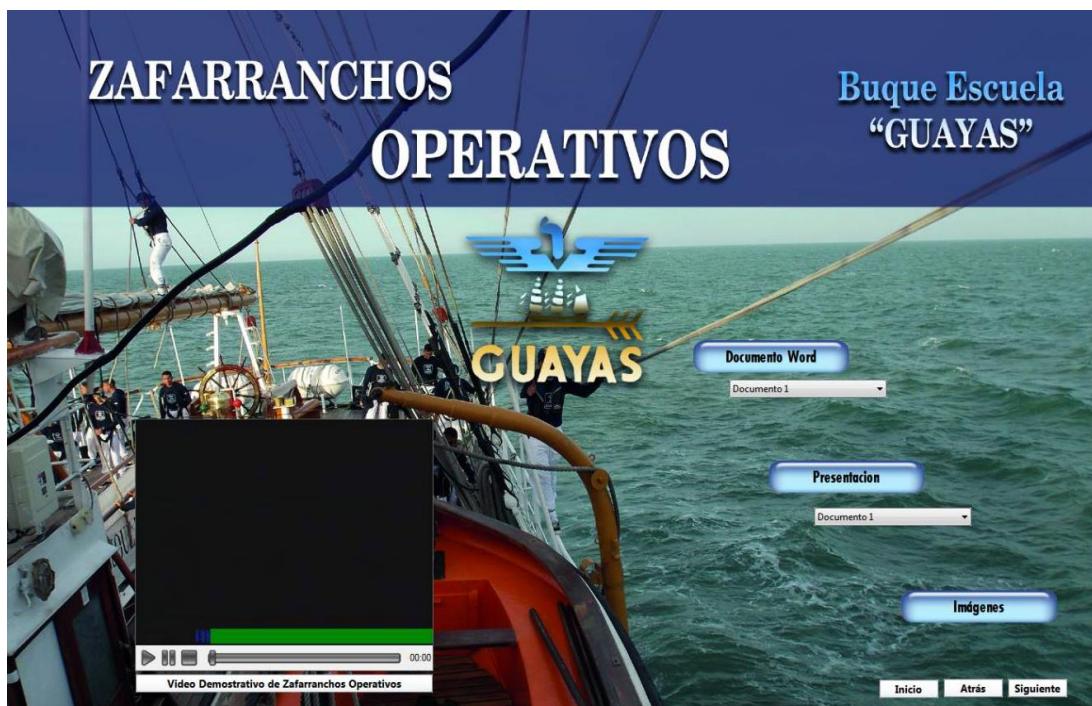 ZAFARRANCHOS
OPERATIVOS
Buque Escuela
“GUAYAS”
GUAYAS
Documento Word
Documento 1
Presentacion
Documento 1
Imágenes
00:00
Video Demostrativo de Zafarranchos Operativos
Inicio
Atrás
Siguiente